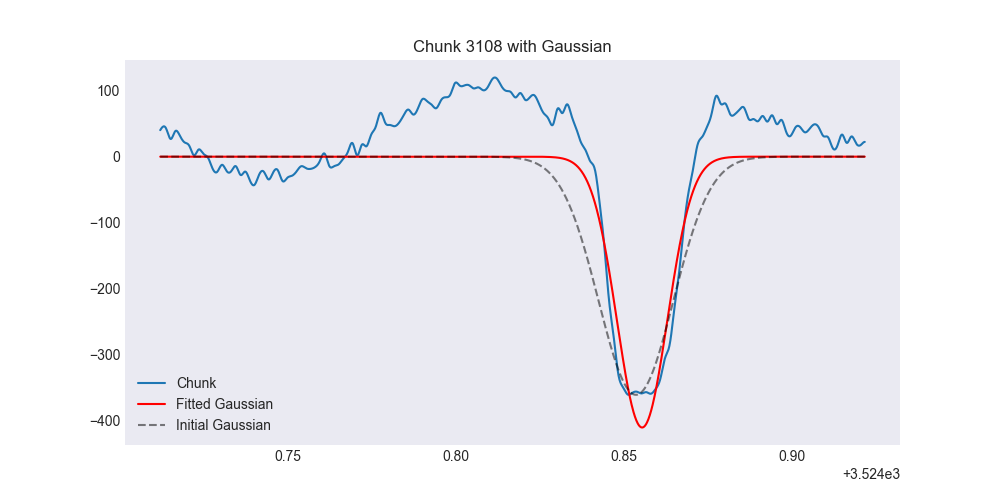 Chunk 3108 with Gaussian
100
0
−100
−200
−300
−400
Chunk
Fitted Gaussian
Initial Gaussian
0.75 0.80 0.85 0.90
+3.524e3